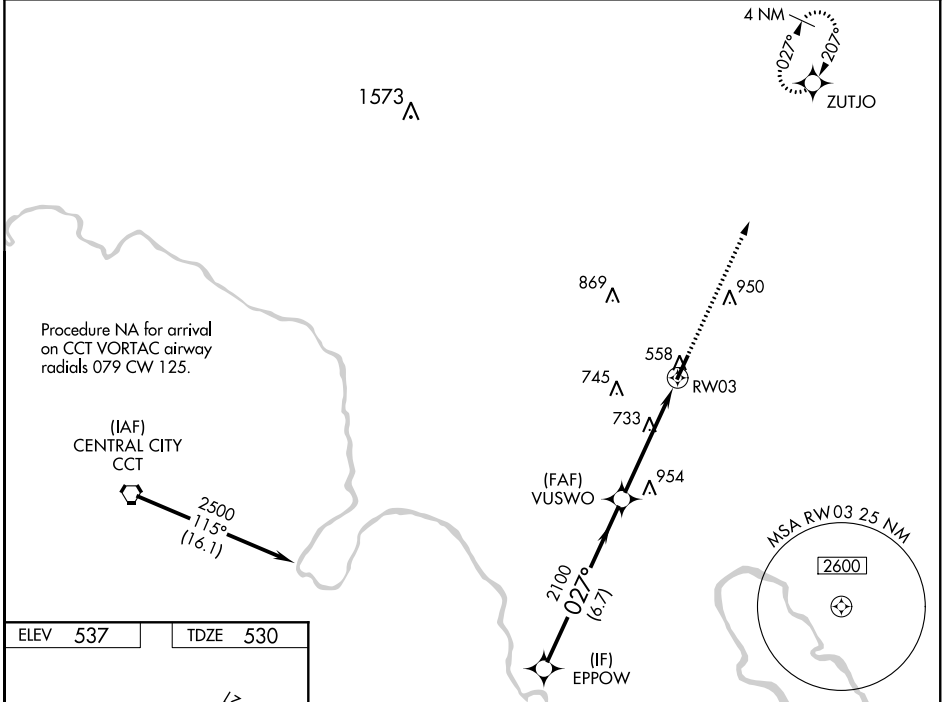 4 NM
027°
207°
ZUTJO
1573
869
950
Procedure NA for arrival
on CCT VORTAC airway
radials 079 CW 125.
558
RW03
745
733
(IAF)
CENTRAL CITY
CCT
(FAF)
VUSWO
954
2500
115°
(16.1)
MSA RW03 25 NM
2600
2100
027°
(6.7)
ELEV 537
TDZE 530
(IF)
EPPOW